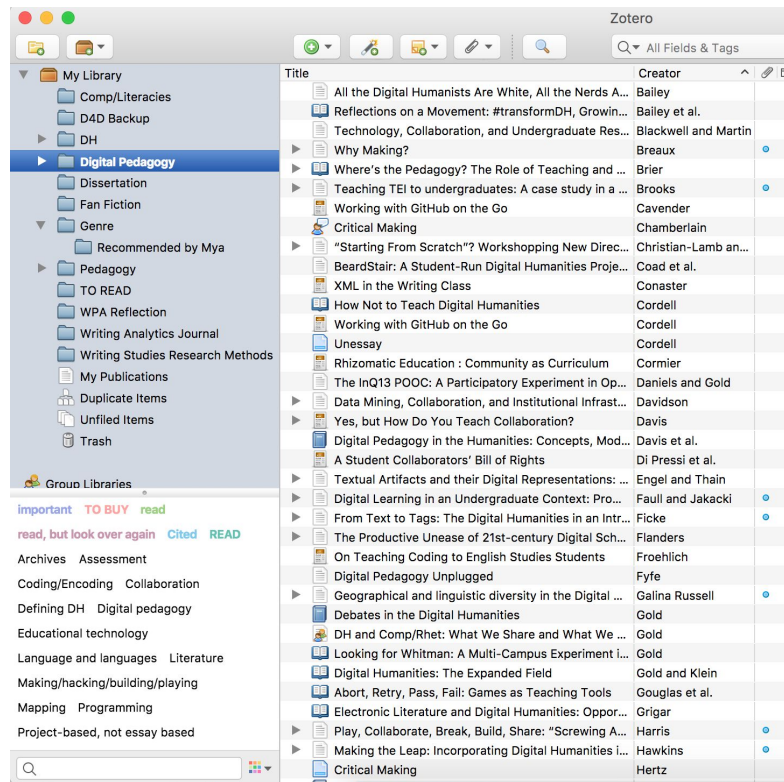 Zotero
All Fields & Tags
My Library
Comp/Literacies
D4D Backup
DH
Digital Pedagogy
Dissertation
Fan Fiction
Genre
Recommended by Mya
Pedagogy
TO READ
WPA Reflection
Writing Analytics Journal
Writing Studies Research Methods
My Publications
Duplicate Items
Unfiled Items
Trash
Group Libraries
important TO BUY read
read, but look over again Cited READ
Archives Assessment
Coding/Encoding Collaboration
Defining DH Digital pedagogy
Educational technology
Language and languages Literature
Making/hacking/building/playing
Mapping Programming
Project-based, not essay based
Title Creator
All the Digital Humanists Are White, All the Nerds A... Bailey
Reflections on a Movement: #transformDH, Growin... Bailey et al.
Technology, Collaboration, and Undergraduate Res... Blackwell and Martin
Why Making? Breaux
Where's the Pedagogy? The Role of Teaching and ... Brier
Teaching TEI to undergraduates: A case study in a ... Brooks
Working with GitHub on the Go Cavender
Critical Making Chamberlain
“Starting From Scratch”? Workshopping New Direc... Christian-Lamb an...
BeardStair: A Student-Run Digital Humanities Proje... Coad et al.
XML in the Writing Class Conaster
How Not to Teach Digital Humanities Cordell
Working with GitHub on the Go Cordell
Unessay Cordell
Rhizomatic Education : Community as Curriculum Cormier
The InQ13 POOC: A Participatory Experiment in Op... Daniels and Gold
Data Mining, Collaboration, and Institutional Infrast... Davidson
Yes, but How Do You Teach Collaboration? Davis
Digital Pedagogy in the Humanities: Concepts, Mod... Davis et al.
A Student Collaborators' Bill of Rights Di Pressi et al.
Textual Artifacts and their Digital Representations: ... Engel and Thain
Digital Learning in an Undergraduate Context: Pro... Faull and Jakacki
From Text to Tags: The Digital Humanities in an Intr... Ficke
The Productive Unease of 21st-century Digital Sch... Flanders
On Teaching Coding to English Studies Students Froehlich
Digital Pedagogy Unplugged Fyfe
Geographical and linguistic diversity in the Digital ... Galina Russell
Debates in the Digital Humanities Gold
DH and Comp/Rhet: What We Share and What We ... Gold
Looking for Whitman: A Multi-Campus Experiment i... Gold
Digital Humanities: The Expanded Field Gold and Klein
Abort, Retry, Pass, Fail: Games as Teaching Tools Gouglas et al.
Electronic Literature and Digital Humanities: Oppor... Grigar
Play, Collaborate, Break, Build, Share: “Screwing A... Harris
Making the Leap: Incorporating Digital Humanities i... Hawkins
Critical Making Hertz